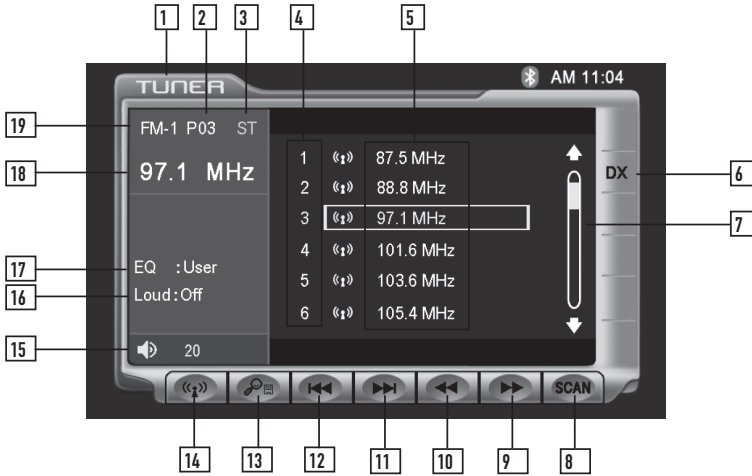 1 2 3 4 5
TUNER AM 11:04
19 FM-1 P03 ST
18 97.1 MHz
1 87.5 MHz
2 88.8 MHz
3 97.1 MHz
4 101.6 MHz
5 103.6 MHz
6 105.4 MHz
DX 6
7
17 EQ :User
16 Loud:Off
15 20
SCAN
14 13 12 11 10 9 8